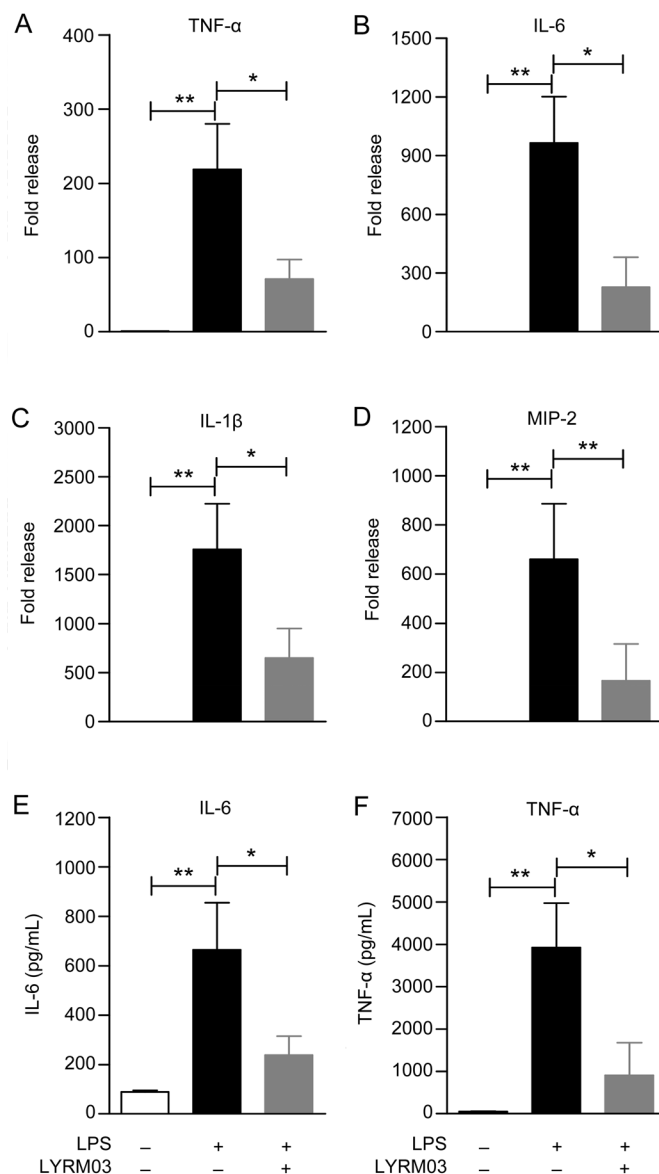 A
TNF-α
400
300
200
100
0
Fold release
**
*
B
IL-6
1500
1200
900
600
300
0
Fold release
**
*
C
IL-1β
3000
2500
2000
1500
1000
500
0
Fold release
**
*
D
MIP-2
1200
1000
800
600
400
200
0
Fold release
**
**
E
IL-6
1200
1000
800
600
400
200
0
IL-6 (pg/mL)
**
*
F
TNF-α
7000
6000
5000
4000
3000
2000
1000
0
TNF-α (pg/mL)
**
*
LPS – + + – + +
LYRM03 – – + – – +